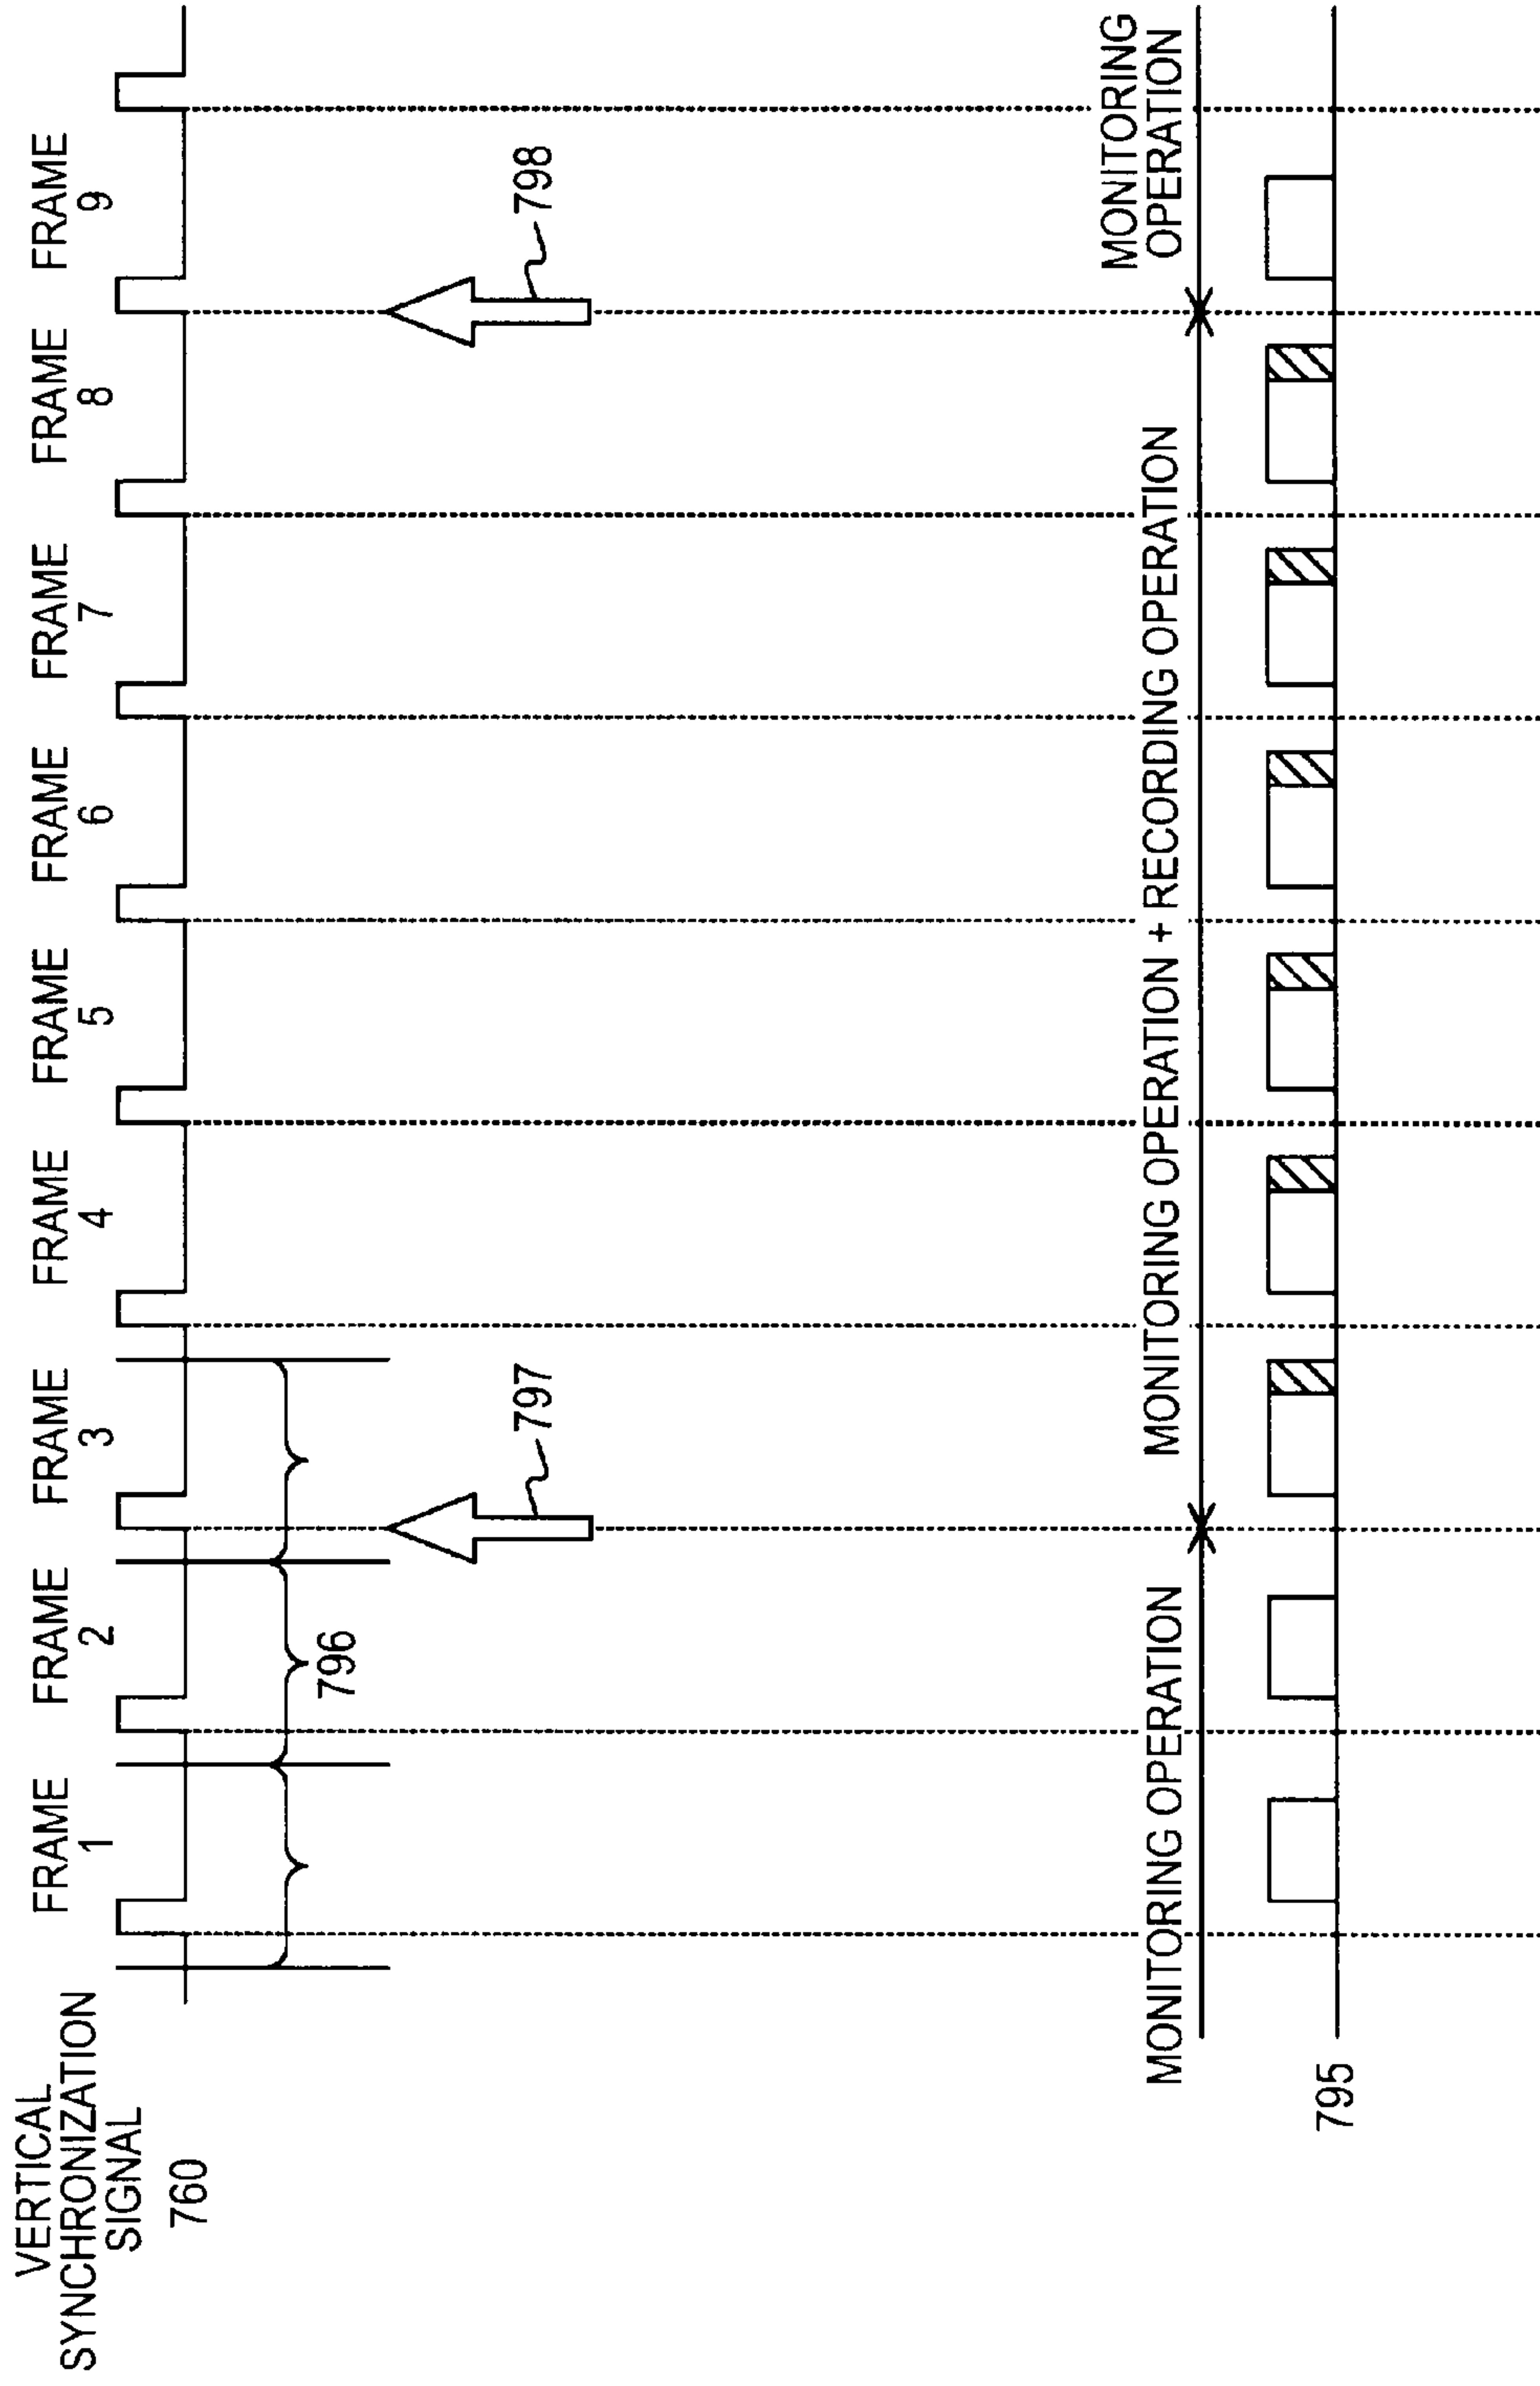 VERTICAL
SYNCHRONIZATION
SIGNAL
760
FRAME
1
FRAME
2
FRAME
3
FRAME
4
FRAME
5
FRAME
6
FRAME
7
FRAME
8
FRAME
9
796
797
798
MONITORING OPERATION
MONITORING OPERATION + RECORDING OPERATION
MONITORING
OPERATION
795